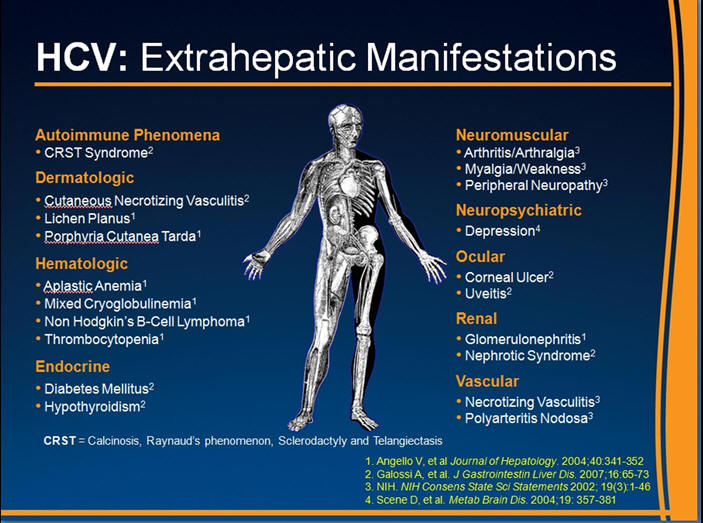 HCV: Extrahepatic Manifestations
Autoimmune Phenomena
• CRST Syndrome2
Dermatologic
• Cutaneous Necrotizing Vasculitis2
• Lichen Planus1
• Porphyria Cutanea Tarda1
Hematologic
• Aplastic Anemia1
• Mixed Cryoglobulinemia1
• Non Hodgkin's B-Cell Lymphoma1
• Thrombocytopenia1
Endocrine
• Diabetes Mellitus2
• Hypothyroidism2
Neuromuscular
• Arthritis/Arthralgia3
• Myalgia/Weakness3
• Peripheral Neuropathy3
Neuropsychiatric
• Depression4
Ocular
• Corneal Ulcer2
• Uveitis2
Renal
• Glomerulonephritis1
• Nephrotic Syndrome2
Vascular
• Necrotizing Vasculitis3
• Polyarteritis Nodosa3
CRST = Calcinosis, Raynaud's phenomenon, Sclerodactyly and Telangiectasis
1. Angello V, et al Journal of Hepatology. 2004;40:341-352
2. Galossi A, et al. J Gastrointestin Liver Dis. 2007;16:65-73
3. NIH. NIH Consens State Sci Statements 2002; 19(3):1-46
4. Scene D, et al. Metab Brain Dis. 2004;19: 357-381